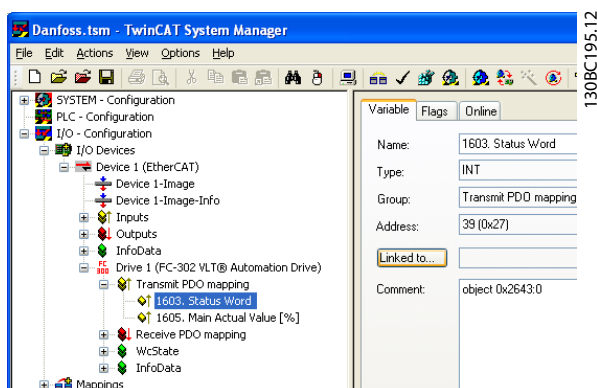 Danfoss.tsm - TwinCAT System Manager
File Edit Actions View Options Help
SYSTEM - Configuration
PLC - Configuration
I/O - Configuration
I/O Devices
Device 1 (EtherCAT)
Device 1-Image
Device 1-Image-Info
Inputs
Outputs
InfoData
FC 300 Drive 1 (FC-302 VLT® Automation Drive)
Transmit PDO mapping
1603. Status Word
1605. Main Actual Value [%]
Receive PDO mapping
WcState
InfoData
Mappings
Variable Flags Online
Name: 1603. Status Word
Type: INT
Group: Transmit PDO mapping
Address: 39 (0x27)
Linked to...
Comment: object 0x2643:0
130BC195.12